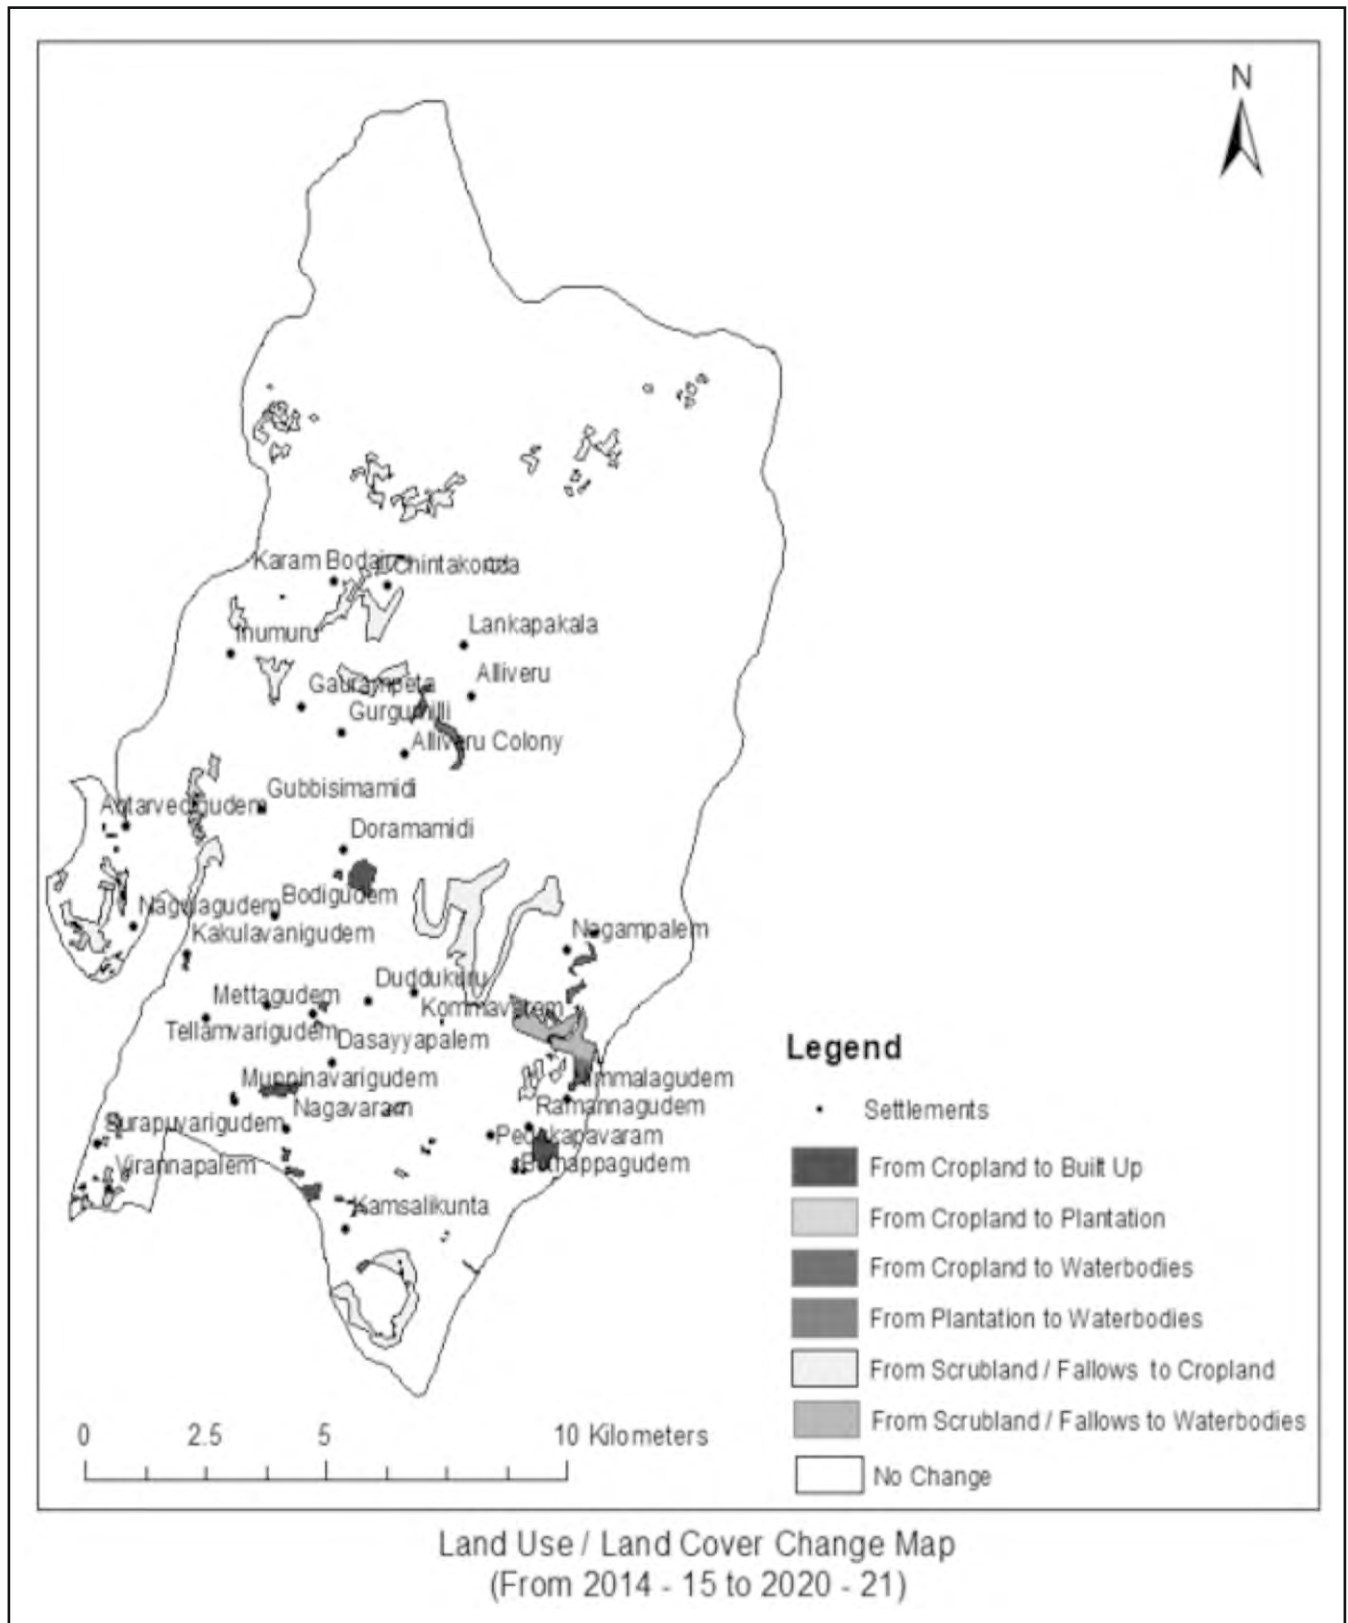 N
Karam Bodair
Chintakonda
Inumuru
Lankapakala
Alliveru
Gaurampeta
Gurgumilli
Alliveru Colony
Gubbisimamidi
Antarvedigudem
Doramamidi
Bodigudem
Nagulagudem
Kakulavanigudem
Nagampalem
Duddukuru
Mettagudem
Kommavaram
Tellamvarigudem
Dasayyapalem
Muppinavarigudem
Nagavaram
Ramannagudem
Surapuvarigudem
Virannapalem
Kamsalikunta
Legend
Settlements
From Cropland to Built Up
From Cropland to Plantation
From Cropland to Waterbodies
From Plantation to Waterbodies
From Scrubland / Fallows to Cropland
From Scrubland / Fallows to Waterbodies
No Change
0 2.5 5 10 Kilometers
Land Use / Land Cover Change Map
(From 2014 - 15 to 2020 - 21)